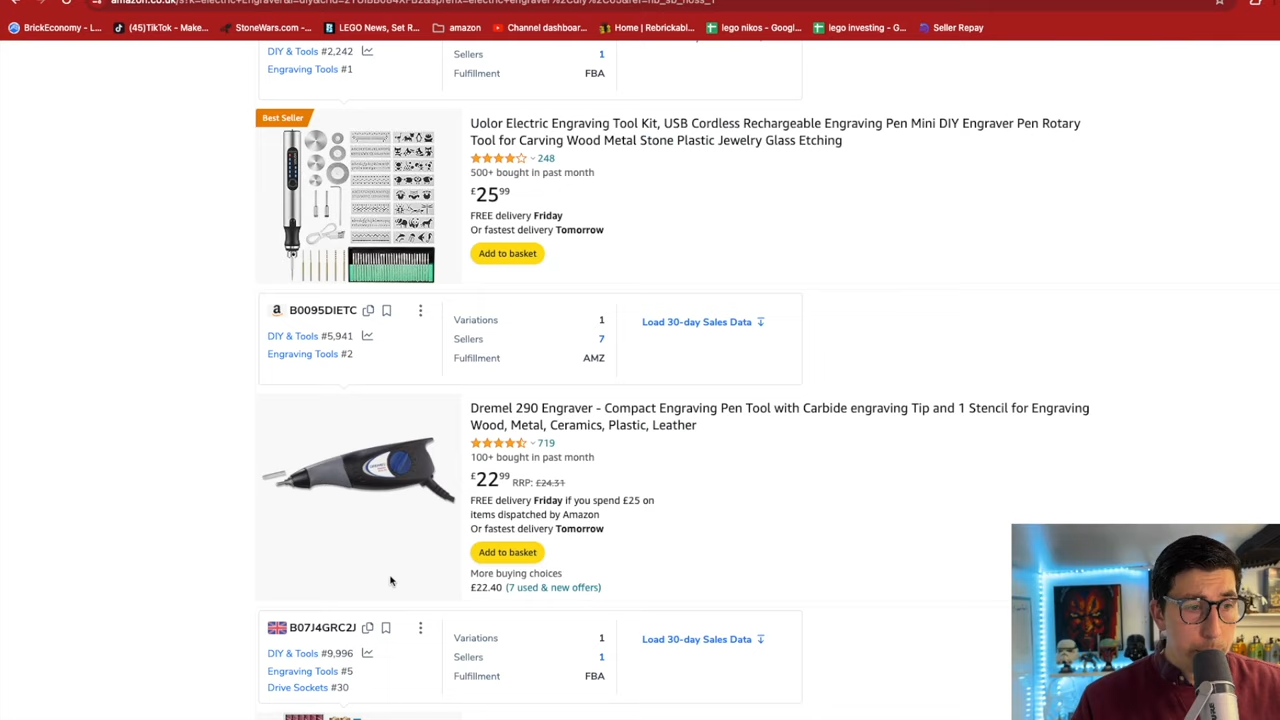 BrickEconomy - L...
(45)TikTok - Make...
StoneWars.com -...
LEGO News, Set R...
amazon
Channel dashboar...
Home | Rebrickabl...
lego nikos - Googl...
lego investing - G...
Seller Repay
DIY & Tools #2,242
Engraving Tools #1
Sellers 1
Fulfillment FBA
Best Seller
Uolor Electric Engraving Tool Kit, USB Cordless Rechargeable Engraving Pen Mini DIY Engraver Pen Rotary
Tool for Carving Wood Metal Stone Plastic Jewelry Glass Etching
248
500+ bought in past month
£25 99
FREE delivery Friday
Or fastest delivery Tomorrow
Add to basket
B0095DIETC
DIY & Tools #5,941
Engraving Tools #2
Variations 1
Sellers 7
Fulfillment AMZ
Load 30-day Sales Data
Dremel 290 Engraver - Compact Engraving Pen Tool with Carbide engraving Tip and 1 Stencil for Engraving
Wood, Metal, Ceramics, Plastic, Leather
719
100+ bought in past month
£22 99 RRP: £24.31
FREE delivery Friday if you spend £25 on
items dispatched by Amazon
Or fastest delivery Tomorrow
Add to basket
More buying choices
£22.40 (7 used & new offers)
B07J4GRC2J
DIY & Tools #9,996
Engraving Tools #5
Drive Sockets #30
Variations 1
Sellers 1
Fulfillment FBA
Load 30-day Sales Data